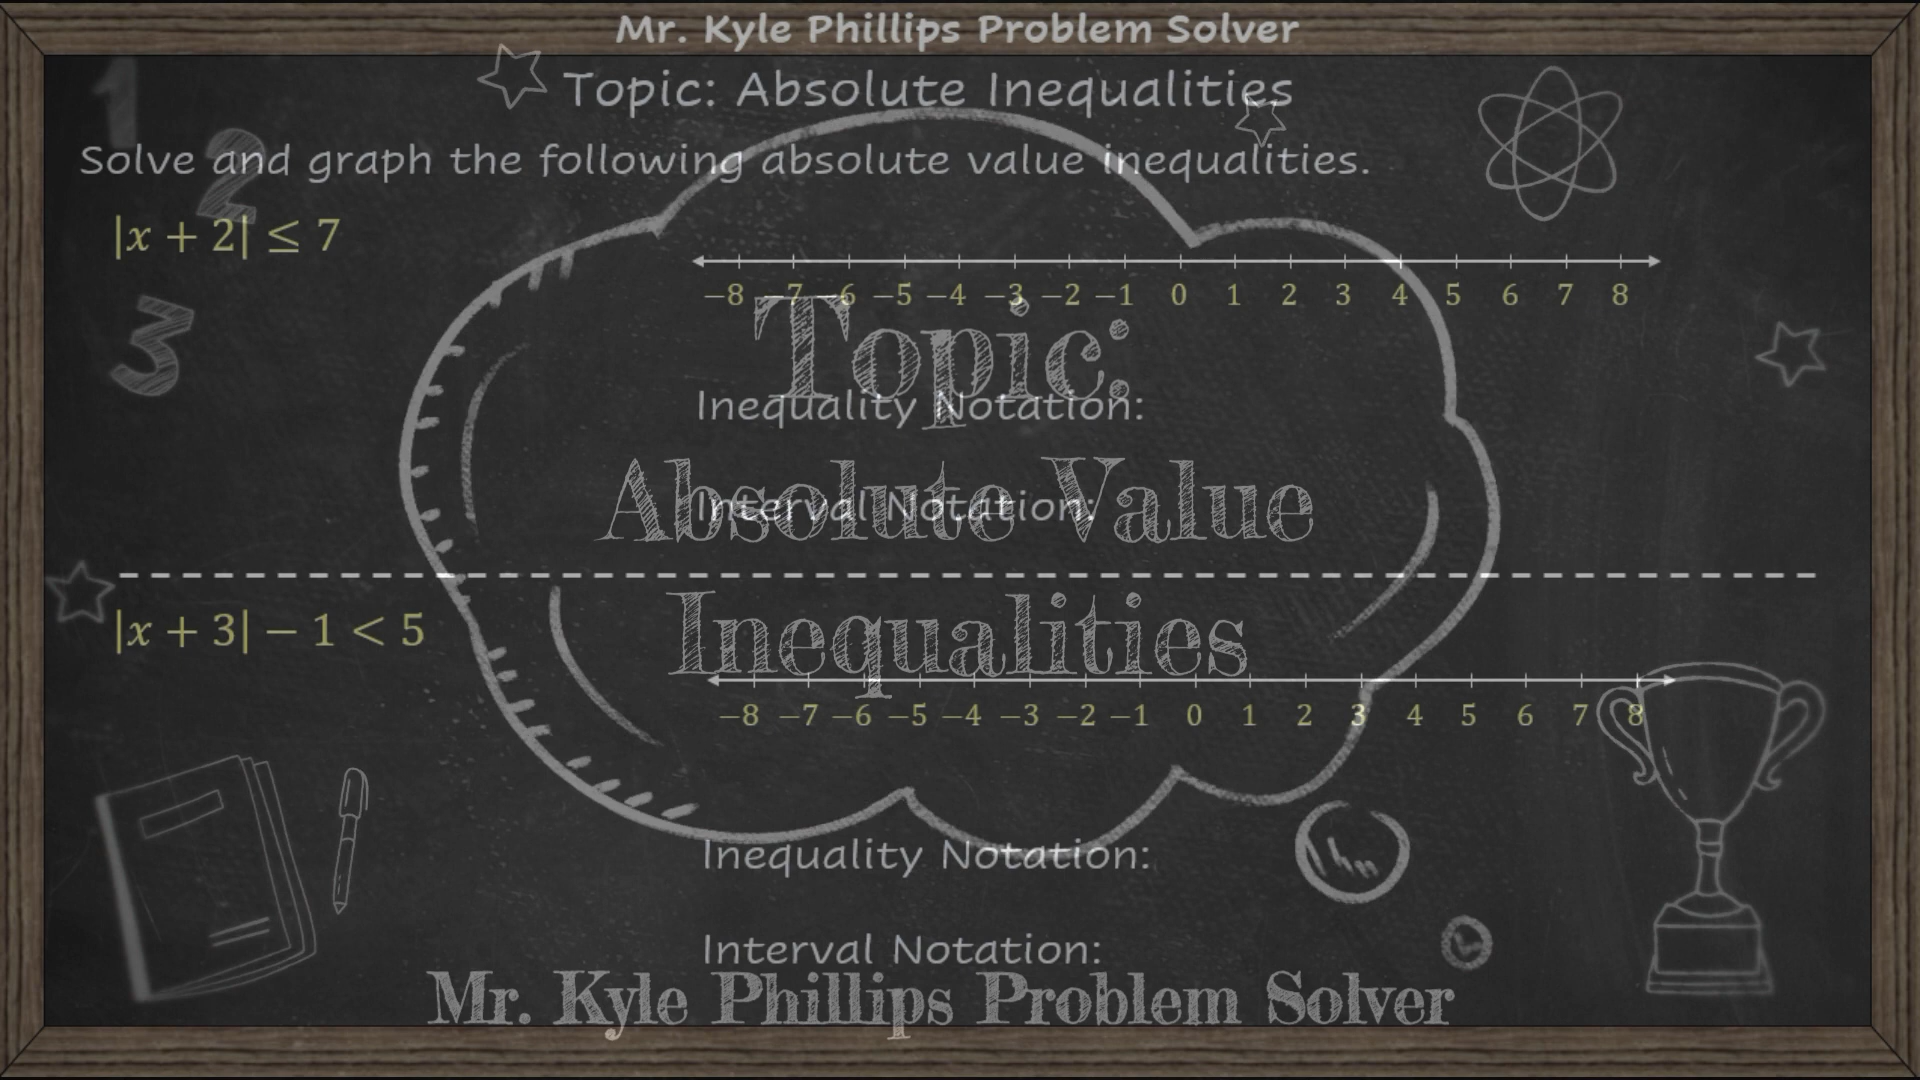 Mr. Kyle Phillips Problem Solver
Topic: Absolute Inequalities
1
2
3
Solve and graph the following absolute value inequalities.
|x + 2| ≤ 7
−8 −7 −6 −5 −4 −3 −2 −1 0 1 2 3 4 5 6 7 8
Topic:
Inequality Notation:
Absolute Value
Interval Notation:
Inequalities
|x + 3| − 1 < 5
−8 −7 −6 −5 −4 −3 −2 −1 0 1 2 3 4 5 6 7 8
Inequality Notation:
Interval Notation:
Mr. Kyle Phillips Problem Solver